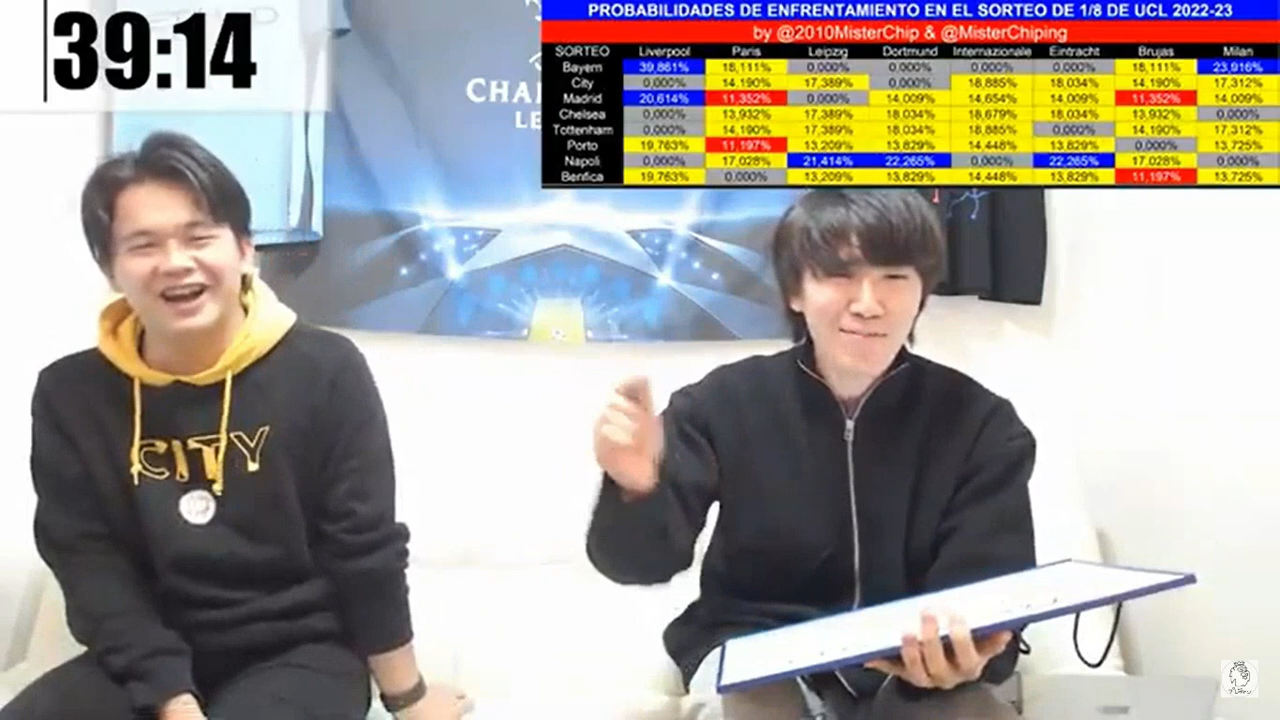 39:14
PROBABILIDADES DE ENFRENTAMIENTO EN EL SORTEO DE 1/8 DE UCL 2022-23
by @2010MisterChip & @MisterChiping
SORTEO Liverpool Paris Leipzig Dortmund Internazionale Eintracht Brujas Milan
Bayern 39,861% 18,111% 0,000% 0,000% 0,000% 0,000% 18,111% 23,916%
City 0,000% 14,190% 17,389% 0,000% 18,885% 18,034% 14,190% 17,312%
Madrid 20,614% 11,352% 0,000% 14,009% 14,654% 14,009% 11,352% 14,009%
Chelsea 0,000% 13,932% 17,389% 18,034% 18,679% 18,034% 13,932% 0,000%
Tottenham 0,000% 14,190% 17,389% 18,034% 18,885% 0,000% 14,190% 17,312%
Porto 19,763% 11,197% 13,209% 13,829% 14,448% 13,829% 0,000% 13,725%
Napoli 0,000% 17,028% 21,414% 22,265% 0,000% 22,265% 17,028% 0,000%
Benfica 19,763% 0,000% 13,209% 13,829% 14,448% 13,829% 11,197% 13,725%
CHA
LE
CITY